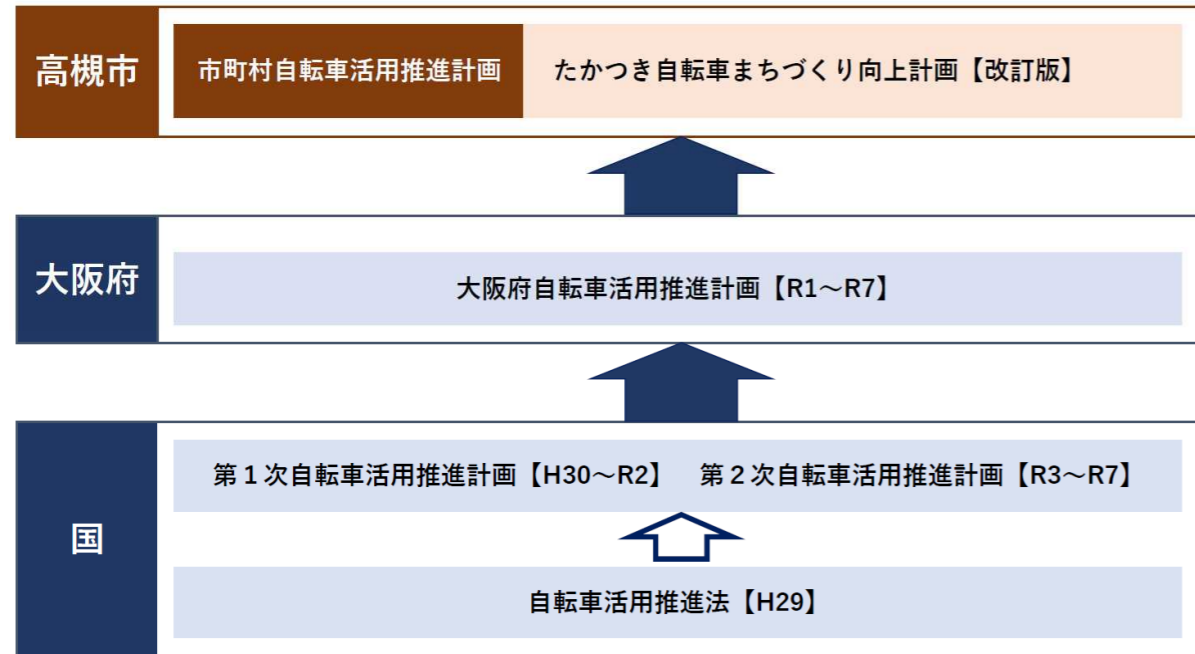 高槻市
市町村自転車活用推進計画
たかつき自転車まちづくり向上計画【改訂版】
大阪府
大阪府自転車活用推進計画【R1～R7】
国
第１次自転車活用推進計画【H30～R2】　第２次自転車活用推進計画【R3～R7】
自転車活用推進法【H29】